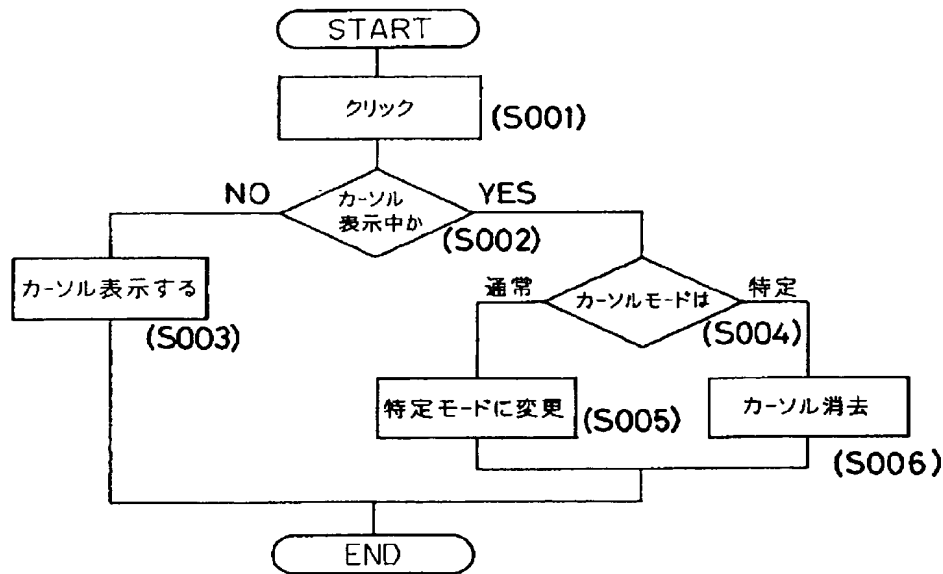 START
クリック
(S001)
NO
カーソル
表示中か
YES
(S002)
カーソル表示する
(S003)
通常
カーソルモードは
特定
(S004)
特定モードに変更
(S005)
カーソル消去
(S006)
END